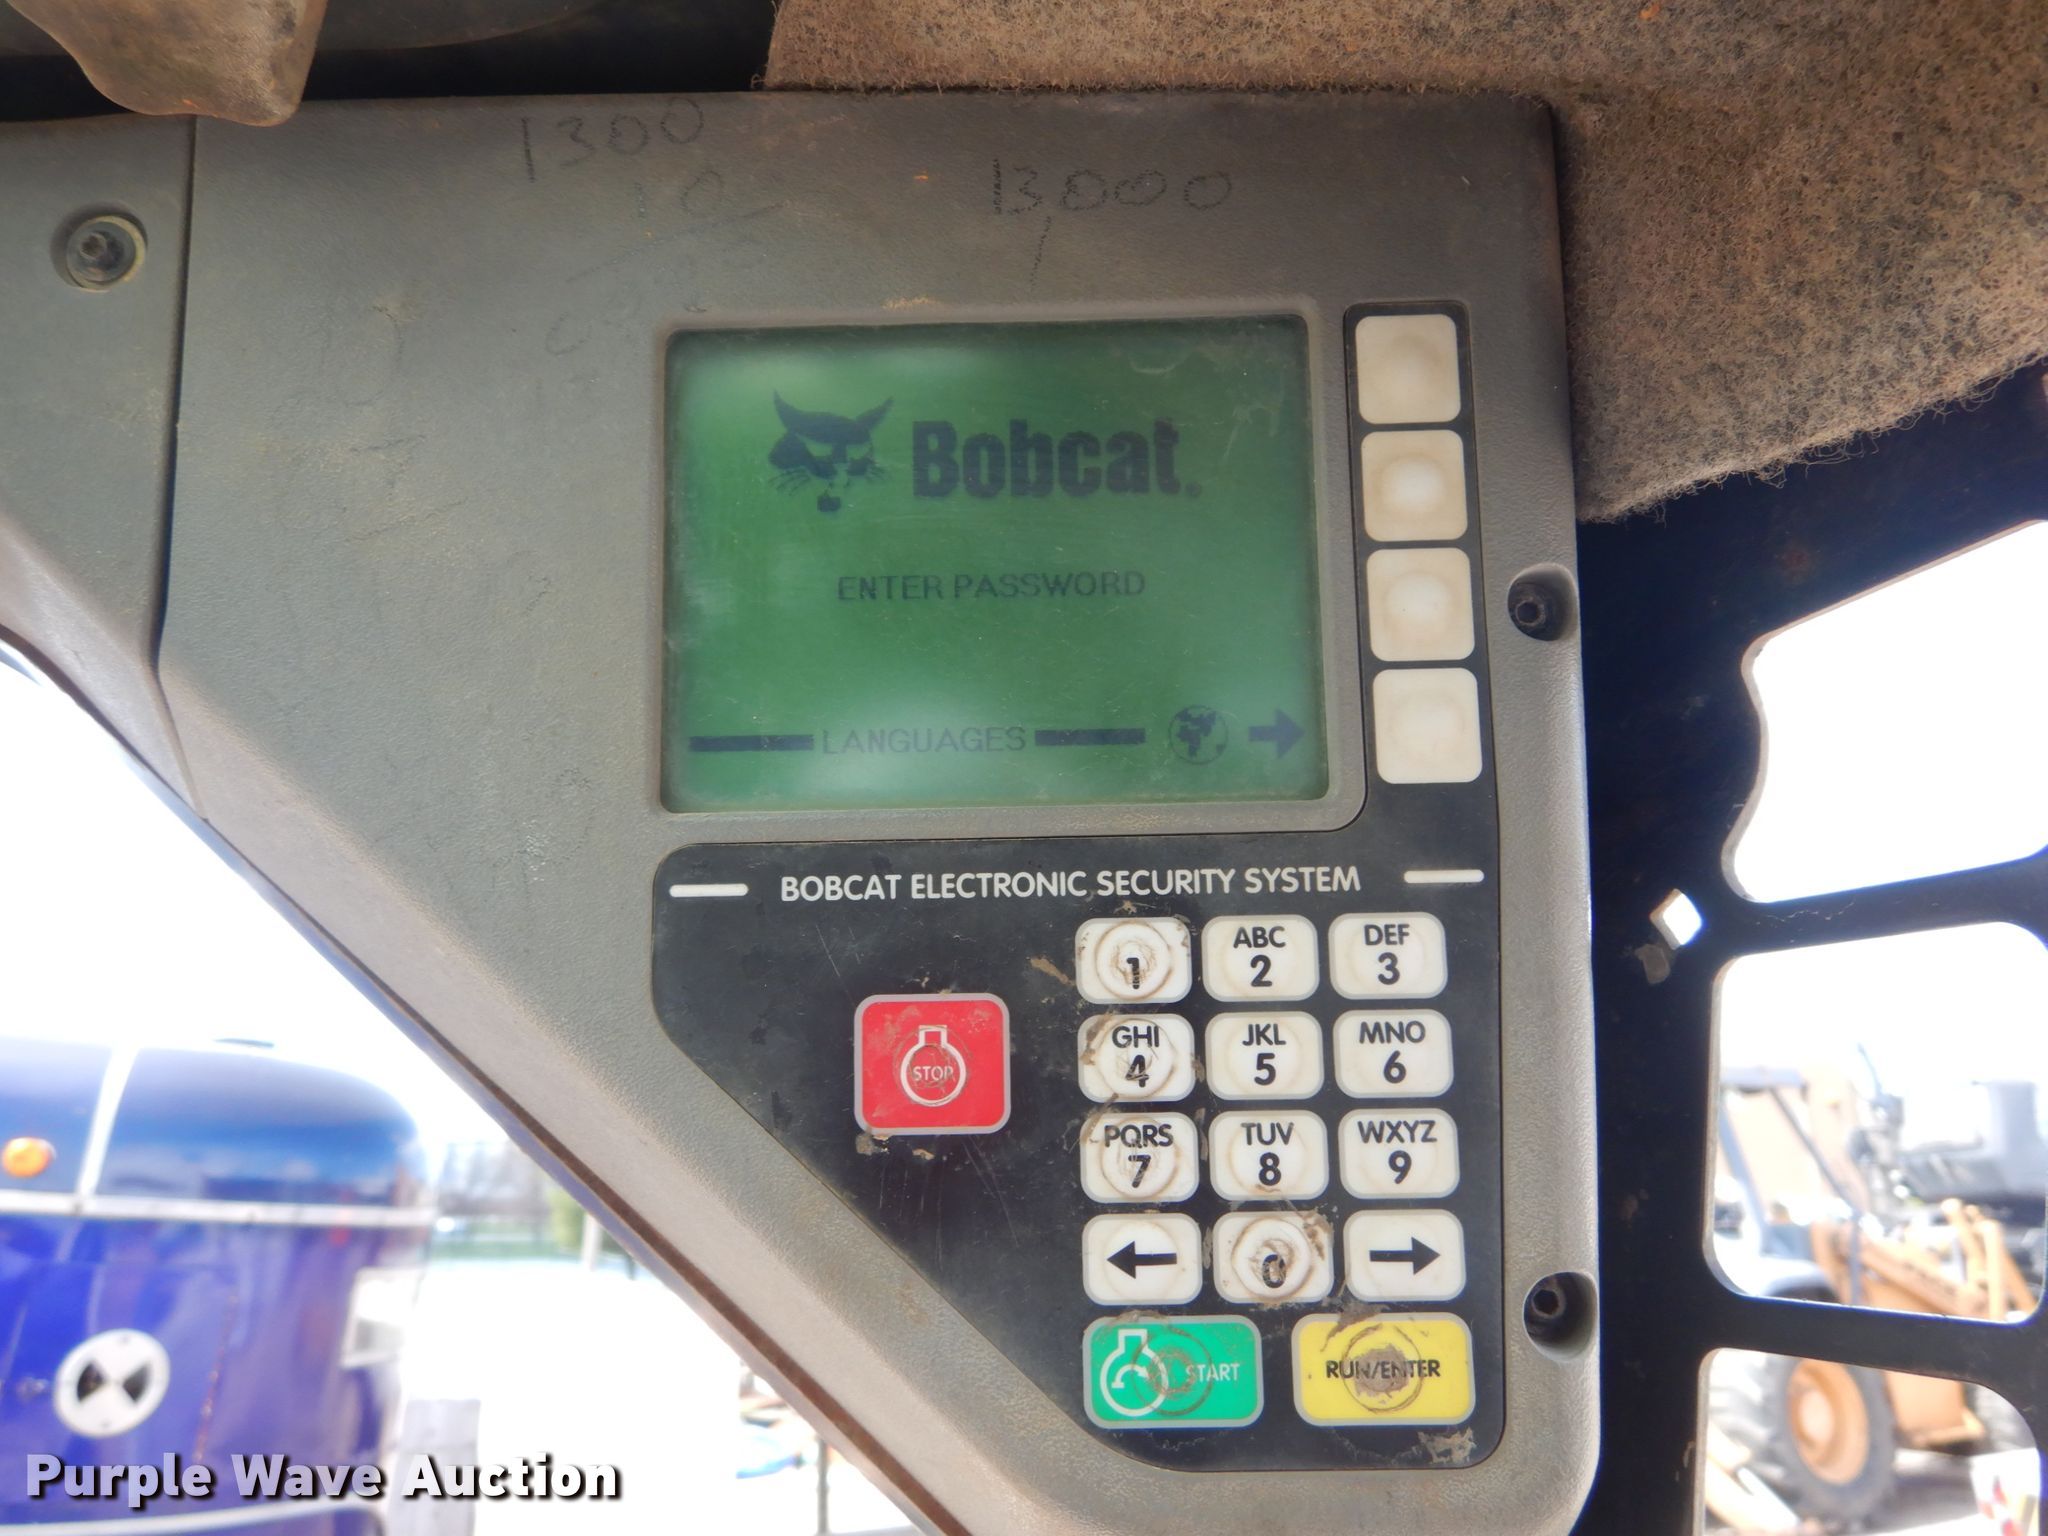 1300
10
13000
Bobcat.
ENTER PASSWORD
LANGUAGES
BOBCAT ELECTRONIC SECURITY SYSTEM
STOP
1
ABC
2
DEF
3
GHI
4
JKL
5
MNO
6
PQRS
7
TUV
8
WXYZ
9
0
START
RUN/ENTER
Purple Wave Auction